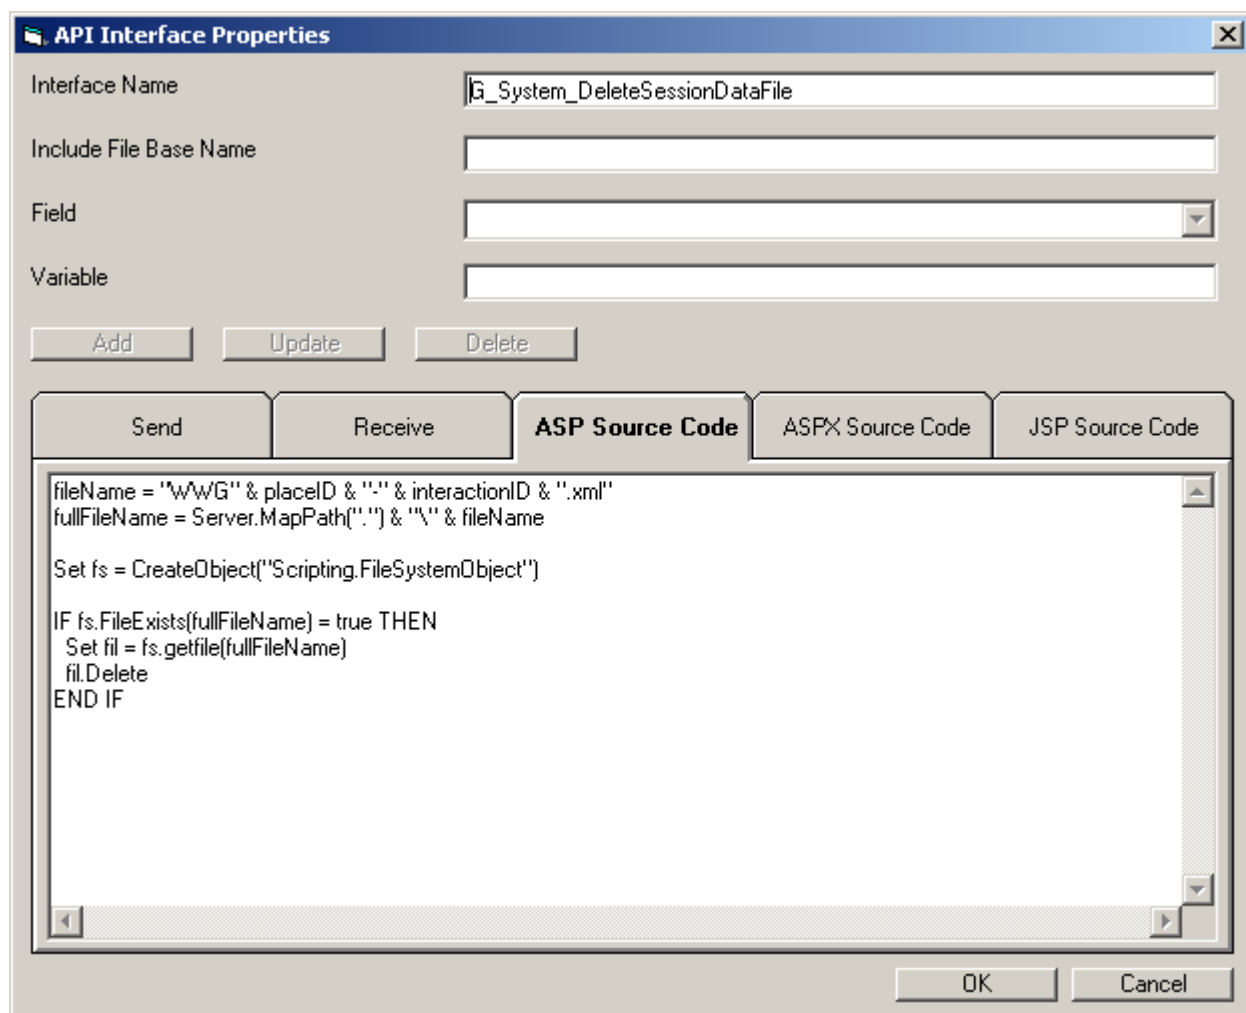 API Interface Properties
Interface Name
G_System_DeleteSessionDataFile
Include File Base Name
Field
Variable
Add Update Delete
Send Receive ASP Source Code ASPX Source Code JSP Source Code
fileName = "WWG" & placeID & "-" & interactionID & ".xml"
fullFileName = Server.MapPath(".") & "\" & fileName
Set fs = CreateObject("Scripting.FileSystemObject")
IF fs.FileExists(fullFileName) = true THEN
Set fil = fs.getfile(fullFileName)
fil.Delete
END IF
OK Cancel